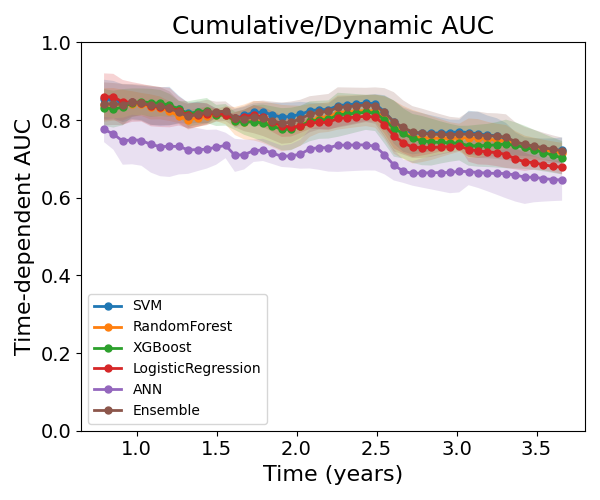 Cumulative/Dynamic AUC
Time-dependent AUC
1.0
0.8
0.6
0.4
0.2
0.0
SVM
RandomForest
XGBoost
LogisticRegression
ANN
Ensemble
1.0 1.5 2.0 2.5 3.0 3.5
Time (years)